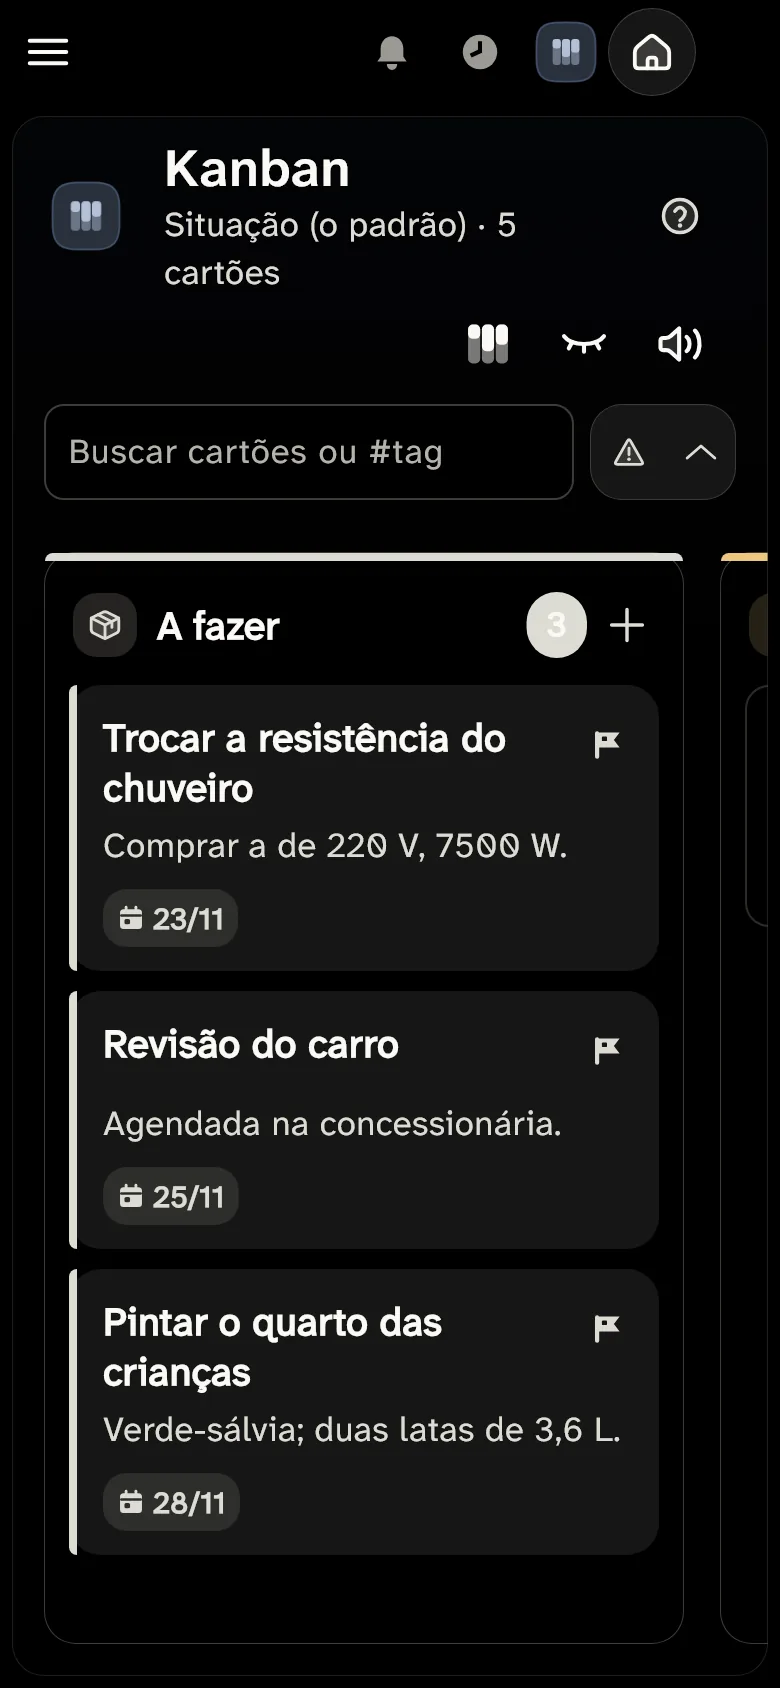 Kanban
Situação (o padrão) · 5
cartões
Buscar cartões ou #tag
A fazer
3
Trocar a resistência do
chuveiro
Comprar a de 220 V, 7500 W.
23/11
Revisão do carro
Agendada na concessionária.
25/11
Pintar o quarto das
crianças
Verde-sálvia; duas latas de 3,6 L.
28/11